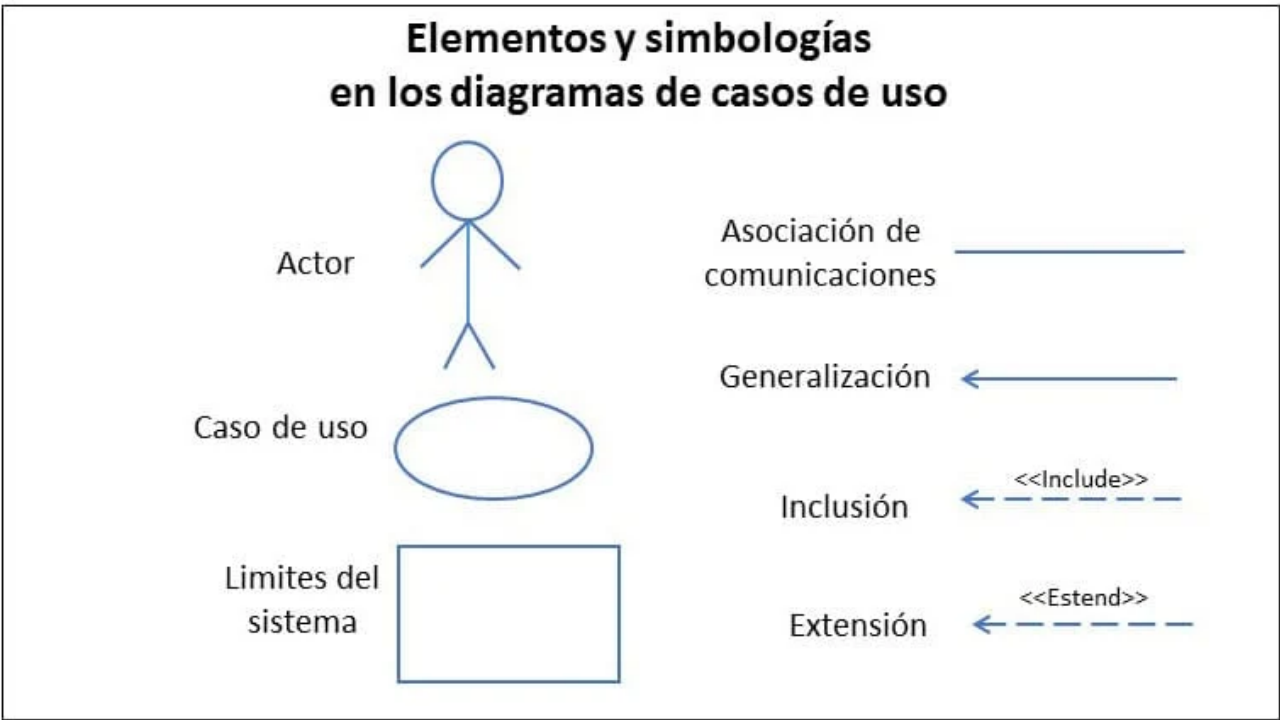 Elementos y simbologías
en los diagramas de casos de uso
Actor
Caso de uso
Limites del
sistema
Asociación de
comunicaciones
Generalización
<<Include>>
Inclusión
<<Estend>>
Extensión